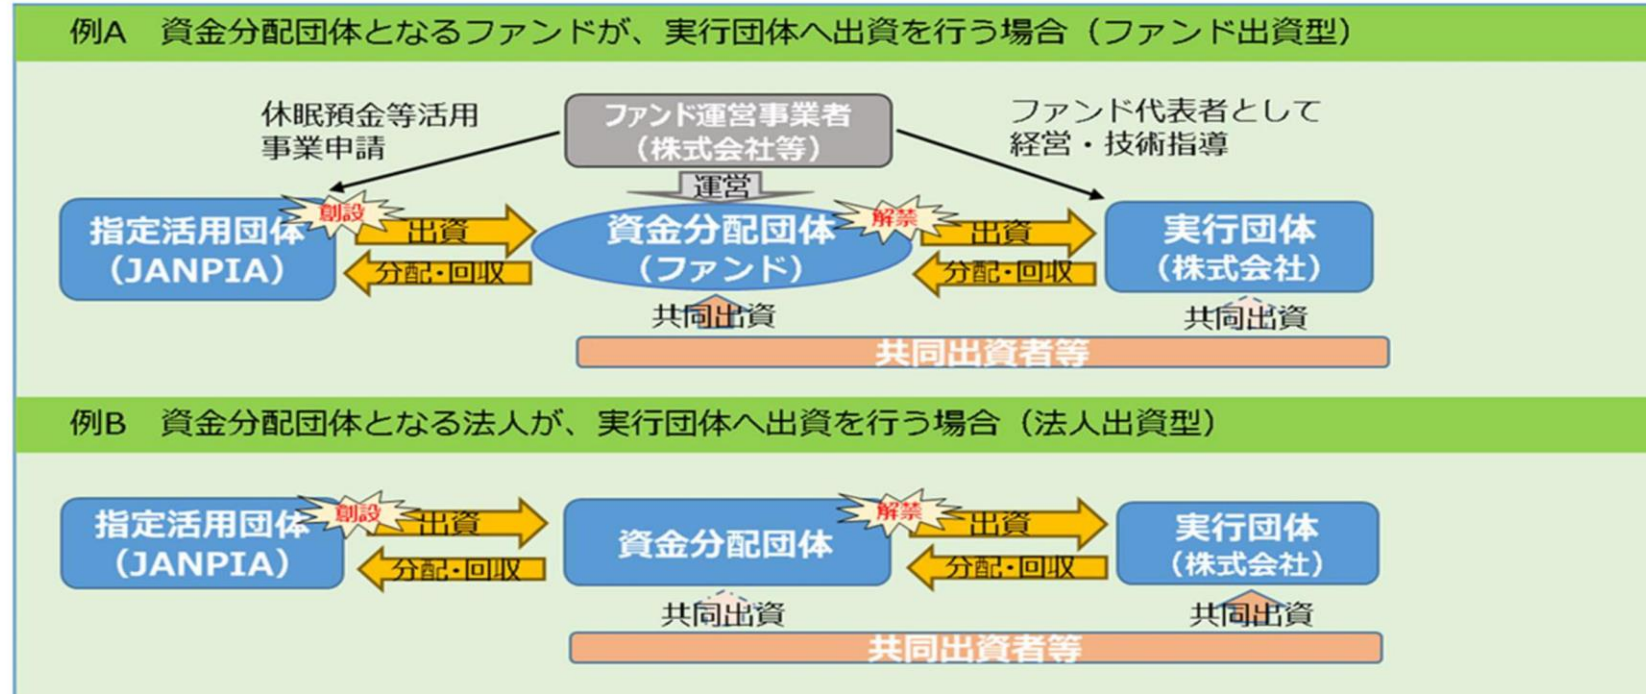 例A 資金分配団体となるファンドが、実行団体へ出資を行う場合（ファンド出資型）
休眠預金等活用
事業申請
ファンド運営事業者
（株式会社等）
ファンド代表者として
経営・技術指導
運営
指定活用団体
（JANPIA）
創設
出資
分配・回収
資金分配団体
（ファンド）
解禁
出資
分配・回収
実行団体
（株式会社）
共同出資
共同出資
共同出資者等
例B 資金分配団体となる法人が、実行団体へ出資を行う場合（法人出資型）
指定活用団体
（JANPIA）
創設
出資
分配・回収
資金分配団体
解禁
出資
分配・回収
実行団体
（株式会社）
共同出資
共同出資
共同出資者等